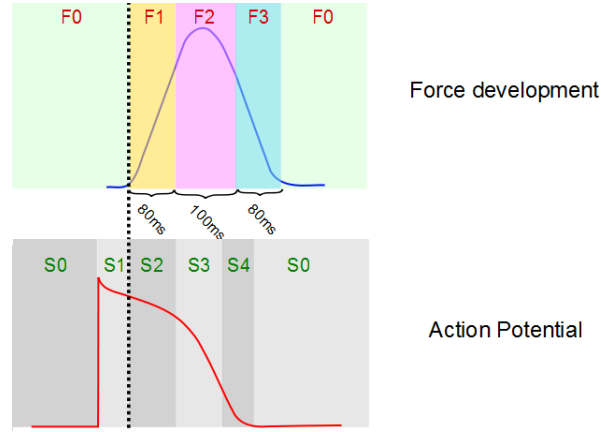 F0 F1 F2 F3 F0
Force development
80ms 100ms 80ms
S0 S1 S2 S3 S4 S0
Action Potential